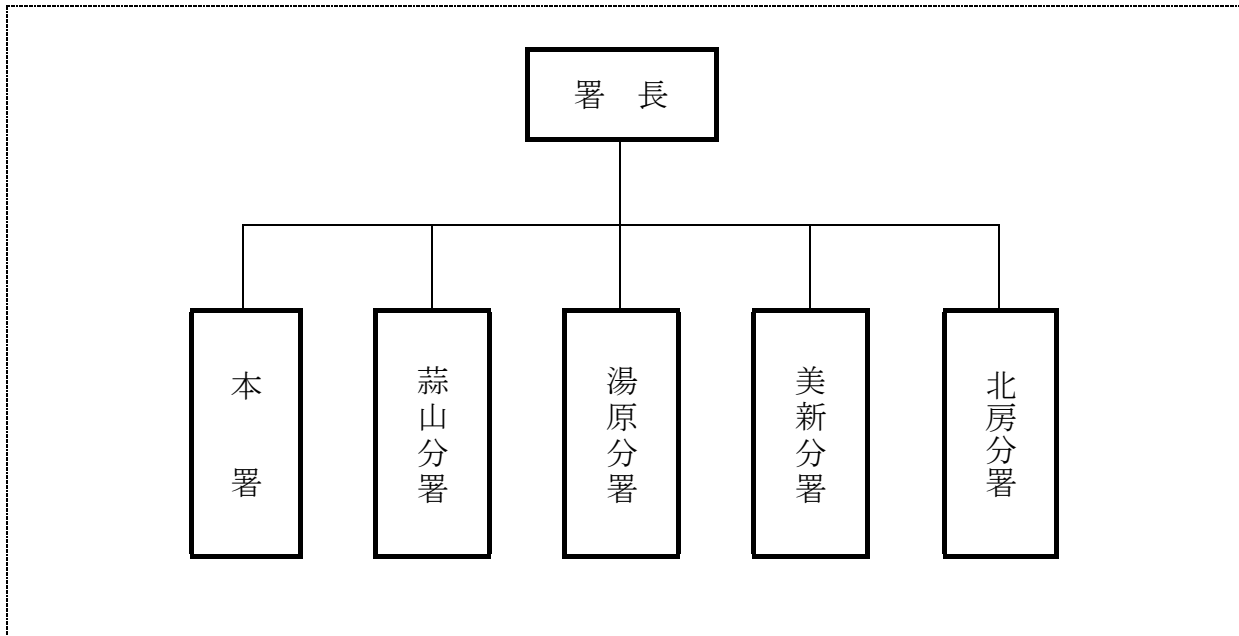 署　長
本　署
蒜山分署
湯原分署
美新分署
北房分署